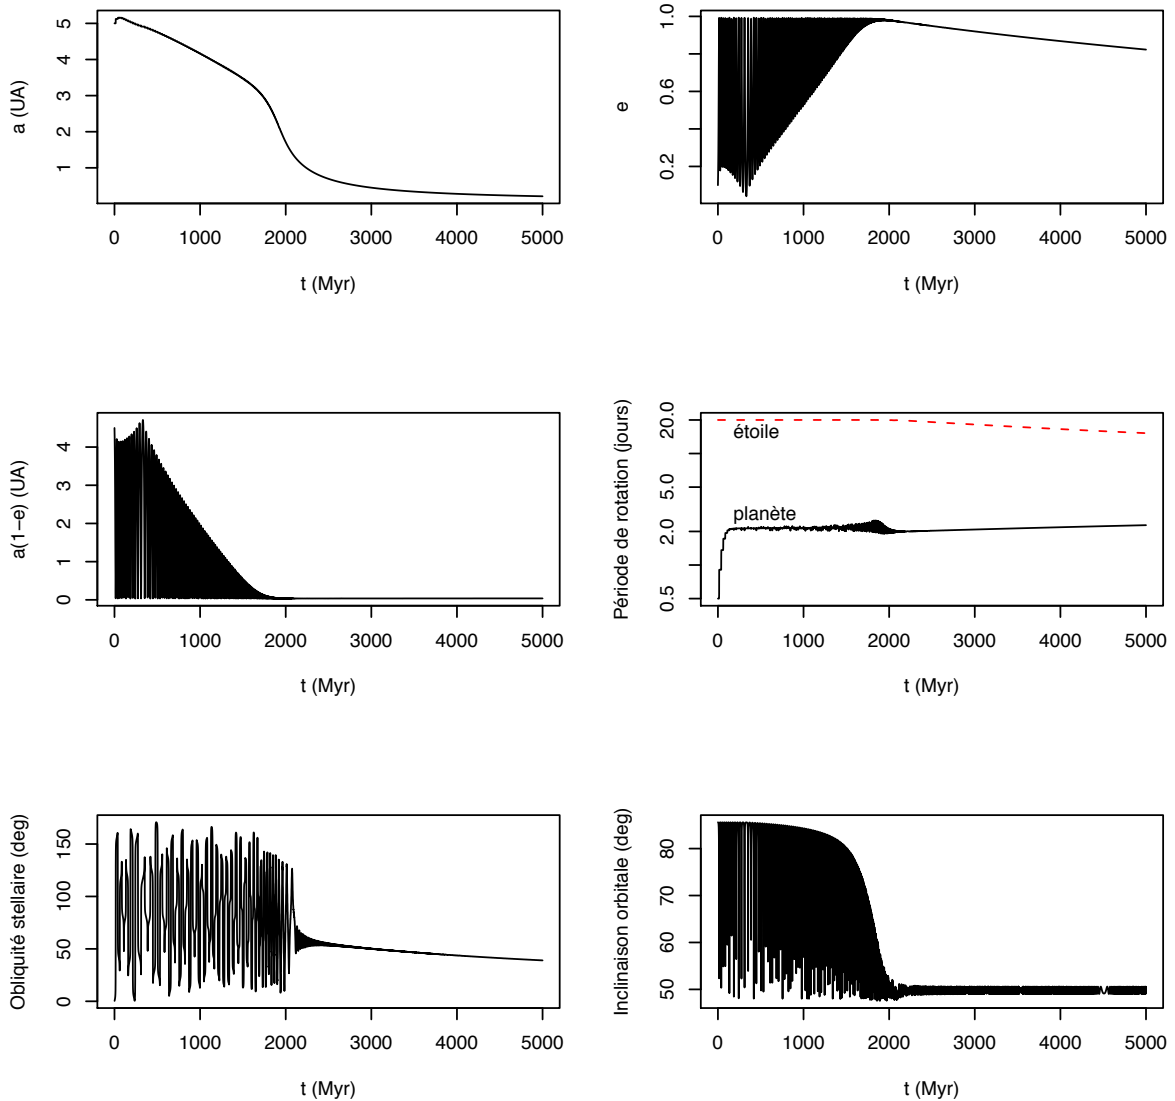 a (UA)
5
4
3
2
1
0 1000 2000 3000 4000 5000
t (Myr)
e
1.0
0.6
0.2
0 1000 2000 3000 4000 5000
t (Myr)
a(1−e) (UA)
4
3
2
1
0
0 1000 2000 3000 4000 5000
t (Myr)
Période de rotation (jours)
20.0
5.0
2.0
0.5
étoile
planète
0 1000 2000 3000 4000 5000
t (Myr)
Obliquité stellaire (deg)
150
100
50
0
0 1000 2000 3000 4000 5000
t (Myr)
Inclinaison orbitale (deg)
80
70
60
50
0 1000 2000 3000 4000 5000
t (Myr)